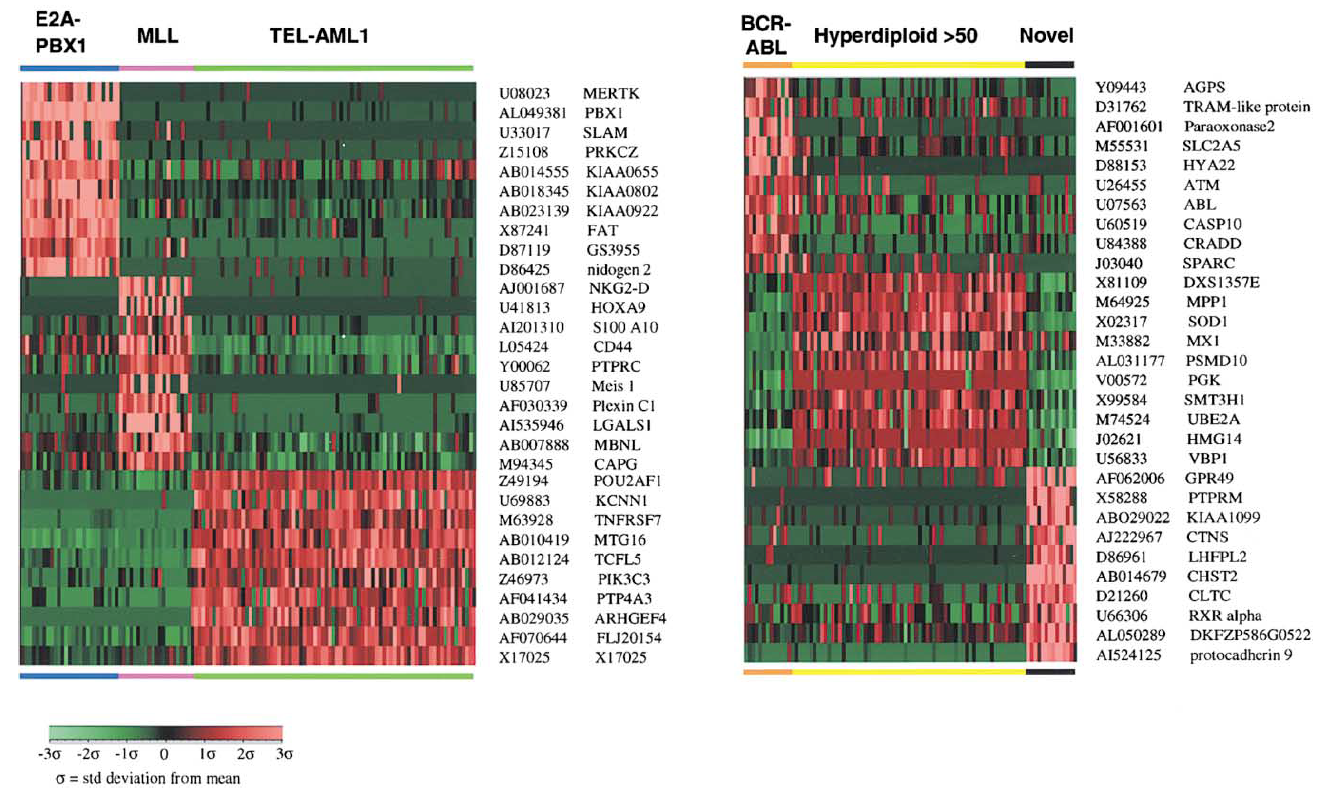 E2A-
PBX1
MLL
TEL-AML1
U08023 MERTK
AL049381 PBX1
U33017 SLAM
Z15108 PRKCZ
AB014555 KIAA0655
AB018345 KIAA0802
AB023139 KIAA0922
X87241 FAT
D87119 GS3955
D86425 nidogen 2
AJ001687 NKG2-D
U41813 HOXA9
AI201310 S100 A10
L05424 CD44
Y00062 PTPRC
U85707 Meis 1
AF030339 Plexin C1
AI535946 LGALS1
AB007888 MBNL
M94345 CAPG
Z49194 POU2AF1
U69883 KCNN1
M63928 TNFRSF7
AB010419 MTG16
AB012124 TCFL5
Z46973 PIK3C3
AF041434 PTP4A3
AB029035 ARHGEF4
AF070644 FLJ20154
X17025 X17025
-3σ -2σ -1σ 0 1σ 2σ 3σ
σ = std deviation from mean
BCR-
ABL
Hyperdiploid >50
Novel
Y09443 AGPS
D31762 TRAM-like protein
AF001601 Paraoxonase2
M55531 SLC2A5
D88153 HYA22
U26455 ATM
U07563 ABL
U60519 CASP10
U84388 CRADD
J03040 SPARC
X81109 DXS1357E
M64925 MPP1
X02317 SOD1
M33882 MX1
AL031177 PSMD10
V00572 PGK
X99584 SMT3H1
M74524 UBE2A
J02621 HMG14
U56833 VBP1
AF062006 GPR49
X58288 PTPRM
ABO29022 KIAA1099
AJ222967 CTNS
D86961 LHFPL2
AB014679 CHST2
D21260 CLTC
U66306 RXR alpha
AL050289 DKFZP586G0522
AI524125 protocadherin 9